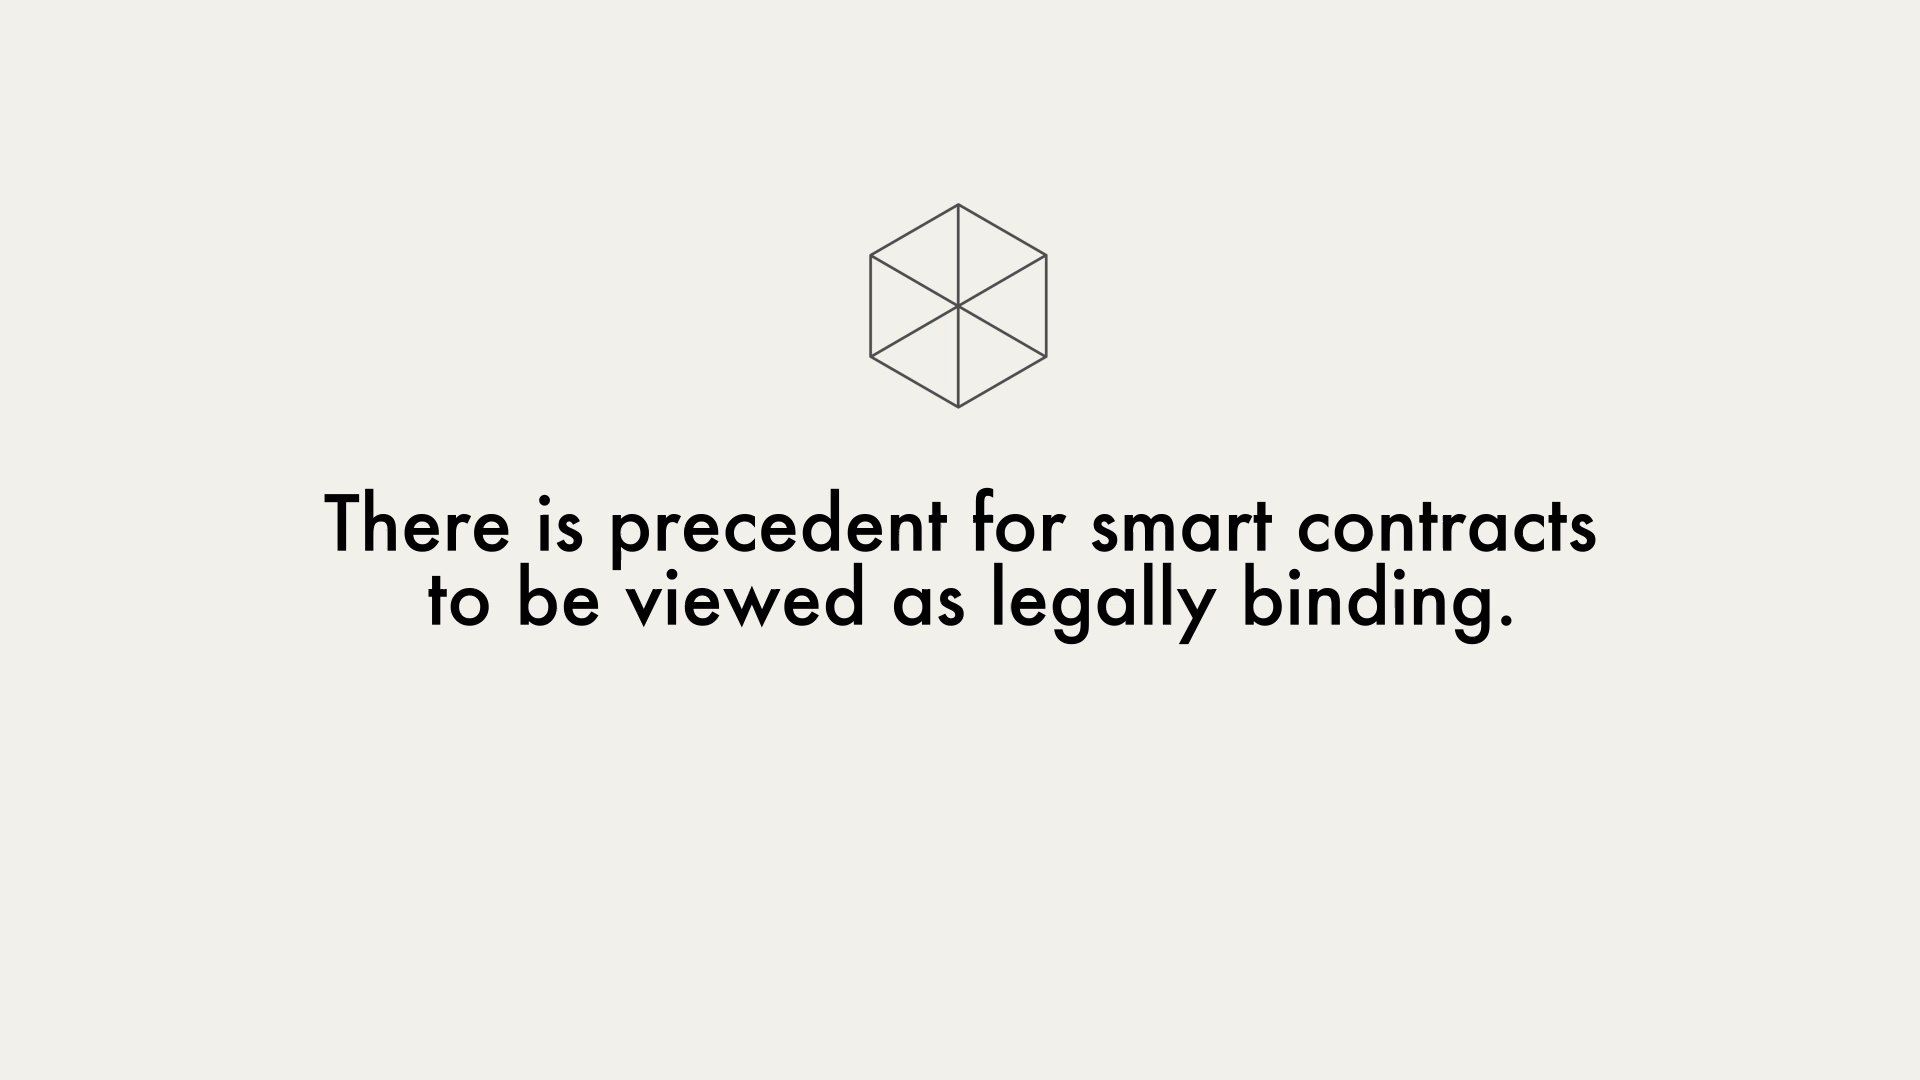 There is precedent for smart contracts
to be viewed as legally binding.